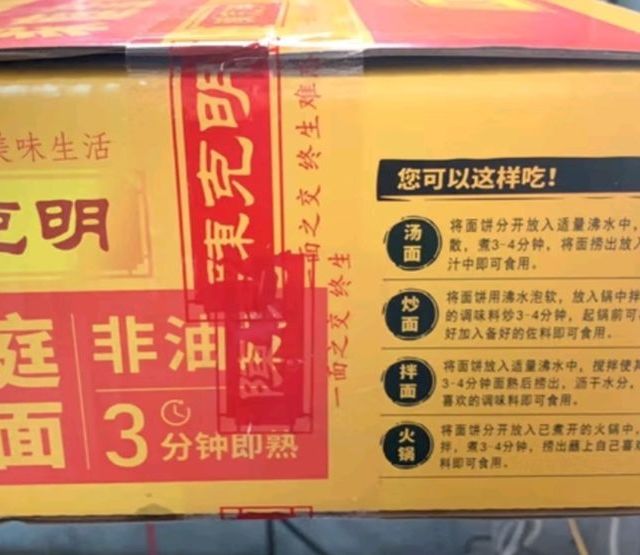 美味生活
克明
庭
面
非油
3
分钟即熟
陳克明
一面之交 终生难
陳克明
一面之交 终生
您可以这样吃！
汤面
将面饼分开放入适量沸水中，
散，煮3-4分钟，将面捞出放入
汁中即可食用。
炒面
将面饼用沸水泡软，放入锅中拌
的调味料炒3-4分钟，起锅前可
好加入备好的佐料即可食用。
拌面
将面饼放入适量沸水中，搅拌使其
3-4分钟面熟后捞出，沥干水分，
喜欢的调味料即可食用。
火锅
将面饼分开放入已煮开的火锅中，
拌，煮3-4分钟，捞出蘸上自己喜欢
料即可食用。